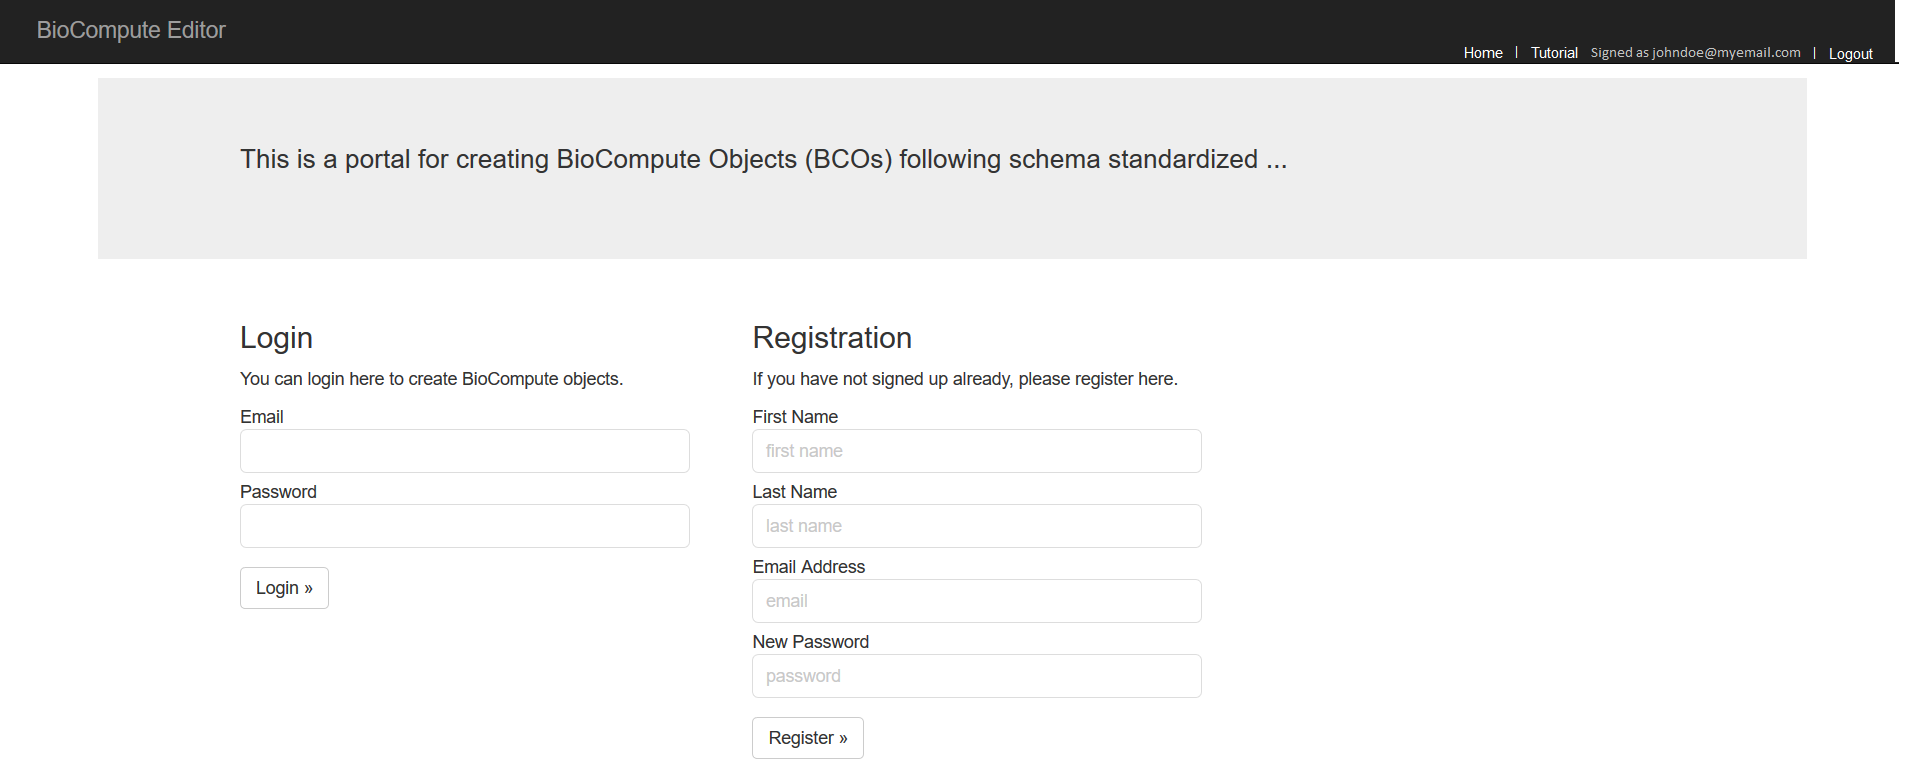 BioCompute Editor
Home | Tutorial Signed as johndoe@myemail.com | Logout
This is a portal for creating BioCompute Objects (BCOs) following schema standardized ...
Login
You can login here to create BioCompute objects.
Email
Password
Login »
Registration
If you have not signed up already, please register here.
First Name
first name
Last Name
last name
Email Address
email
New Password
password
Register »